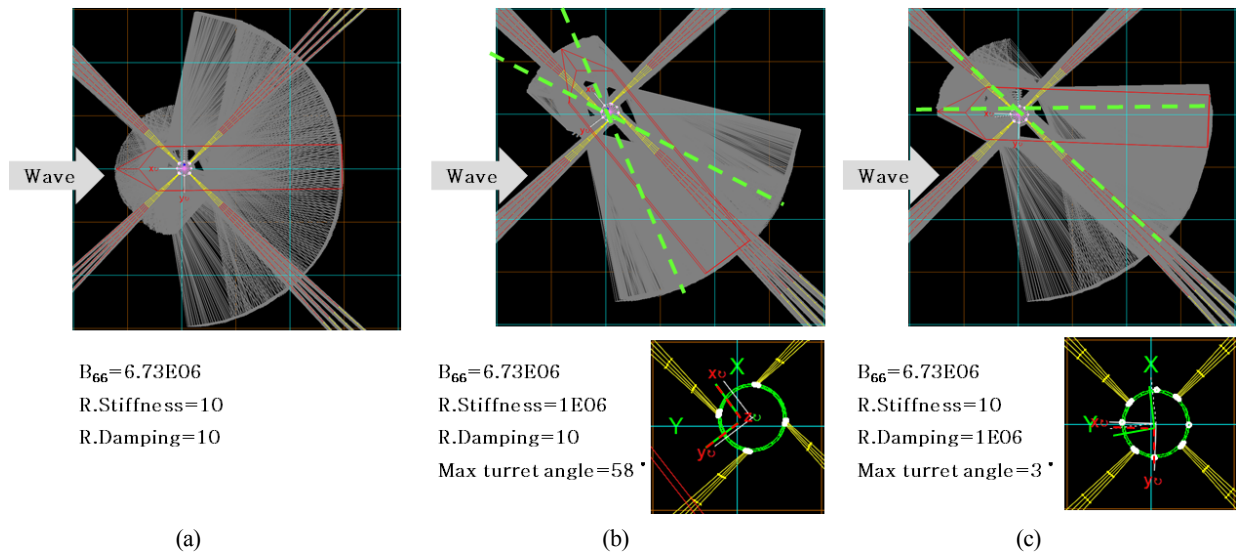 Wave
x
y
Wave
y
Wave
x
y
B66=6.73E06
R.Stiffness=10
R.Damping=10
B66=6.73E06
R.Stiffness=1E06
R.Damping=10
Max turret angle=58°
X
x
Y
z
y
B66=6.73E06
R.Stiffness=10
R.Damping=1E06
Max turret angle=3°
X
Y
x
y
(a)
(b)
(c)